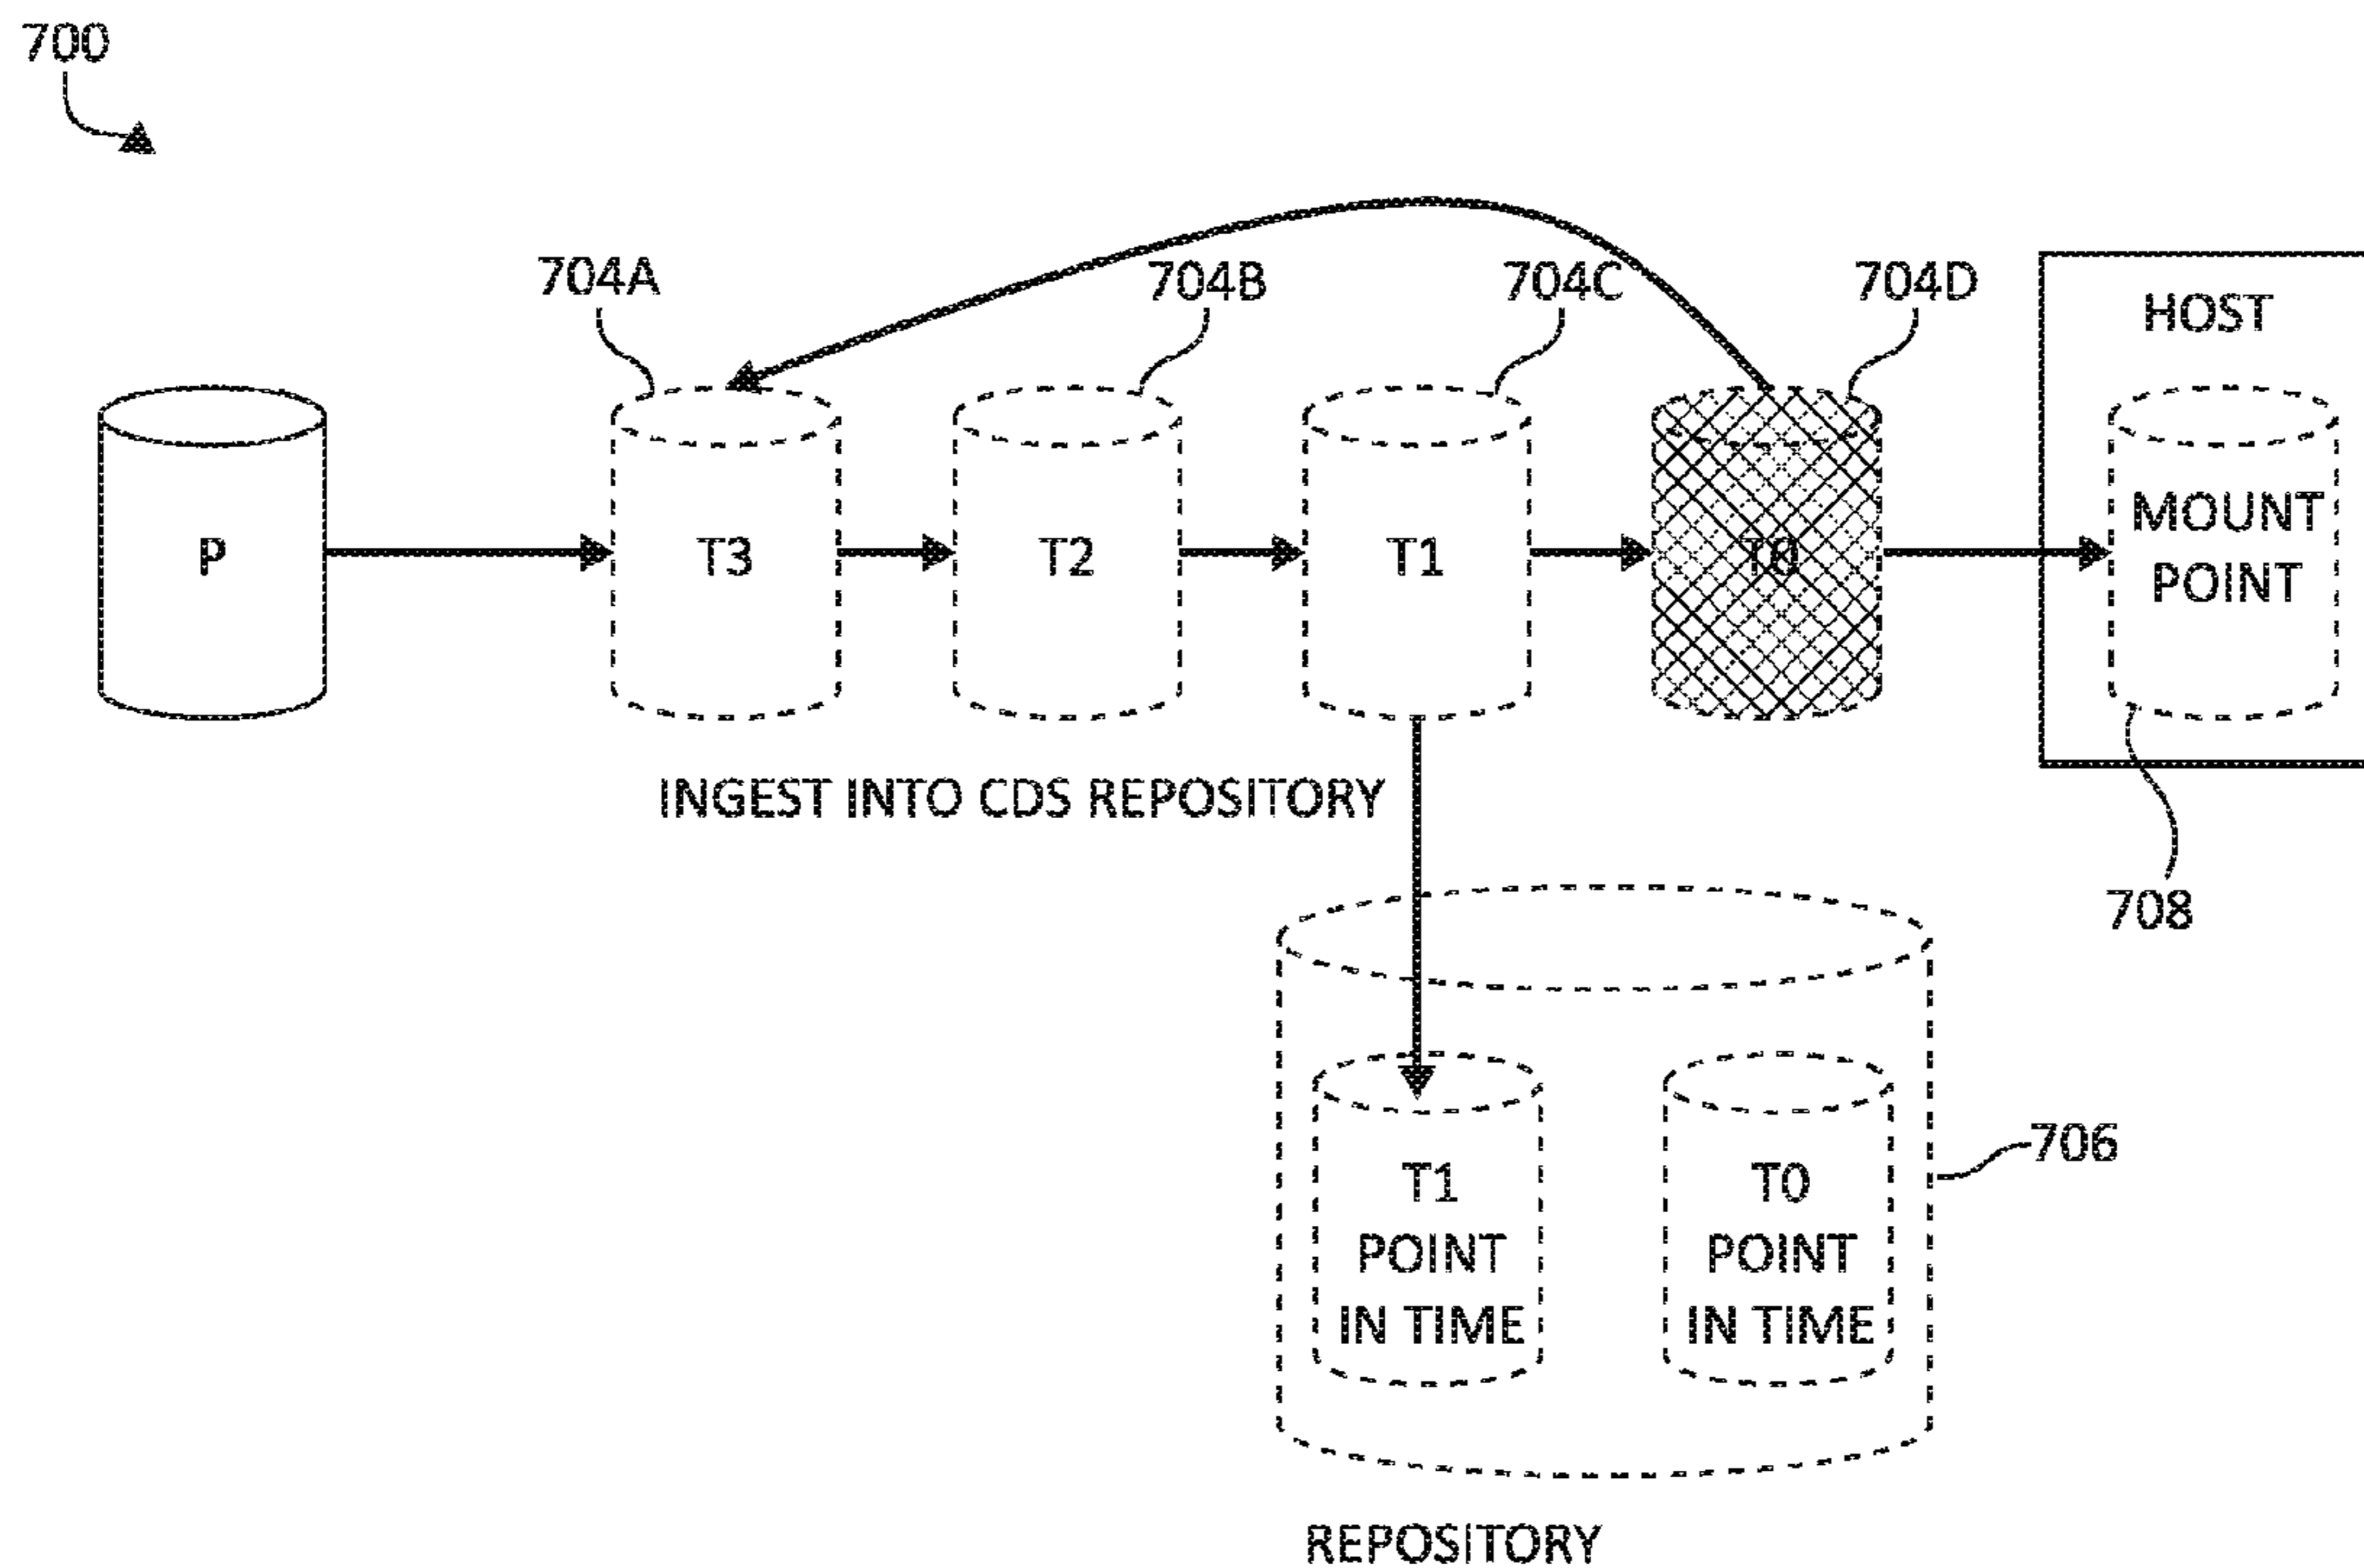 700
704A
704B
704C
704D
HOST
P
T3
T2
T1
T0
MOUNT
POINT
INGEST INTO CDS REPOSITORY
708
706
T1
POINT
IN TIME
T0
POINT
IN TIME
REPOSITORY